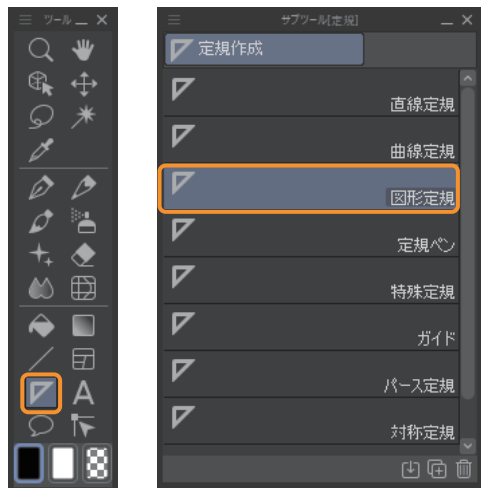 ツール
サブツール[定規]
定規作成
直線定規
曲線定規
図形定規
定規ペン
特殊定規
ガイド
パース定規
対称定規
A